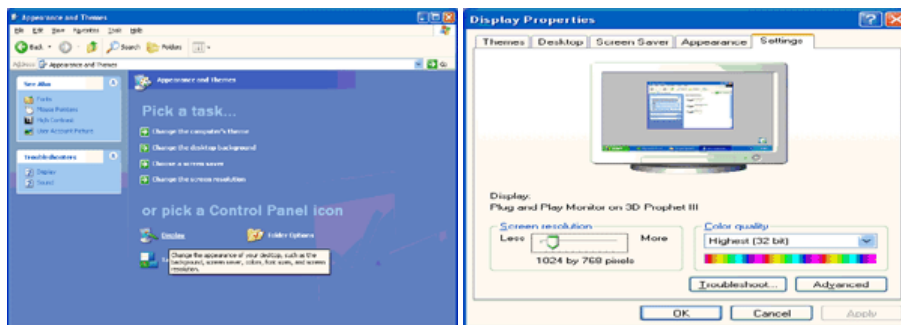 Appearance and Themes
File Edit View Favorites Tools Help
Back Search Folders
Address Appearance and Themes Go
See Also
Fonts
Mouse Pointers
High Contrast
User Account Picture
Troubleshooters
Display
Sound
Appearance and Themes
Pick a task...
Change the computer's theme
Change the desktop background
Choose a screen saver
Change the screen resolution
or pick a Control Panel icon
Display Folder Options
Change the appearance of your desktop, such as the
background, screen saver, colors, font sizes, and screen
resolution.
Display Properties
Themes Desktop Screen Saver Appearance Settings
Display:
Plug and Play Monitor on 3D Prophet III
Screen resolution
Less More
1024 by 768 pixels
Color quality
Highest (32 bit)
Troubleshoot... Advanced
OK Cancel Apply